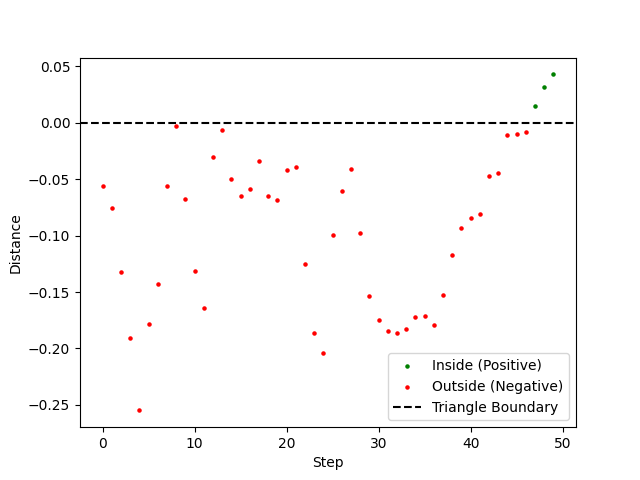 0.05
0.00
−0.05
−0.10
−0.15
−0.20
−0.25
Distance
Inside (Positive)
Outside (Negative)
Triangle Boundary
0 10 20 30 40 50
Step